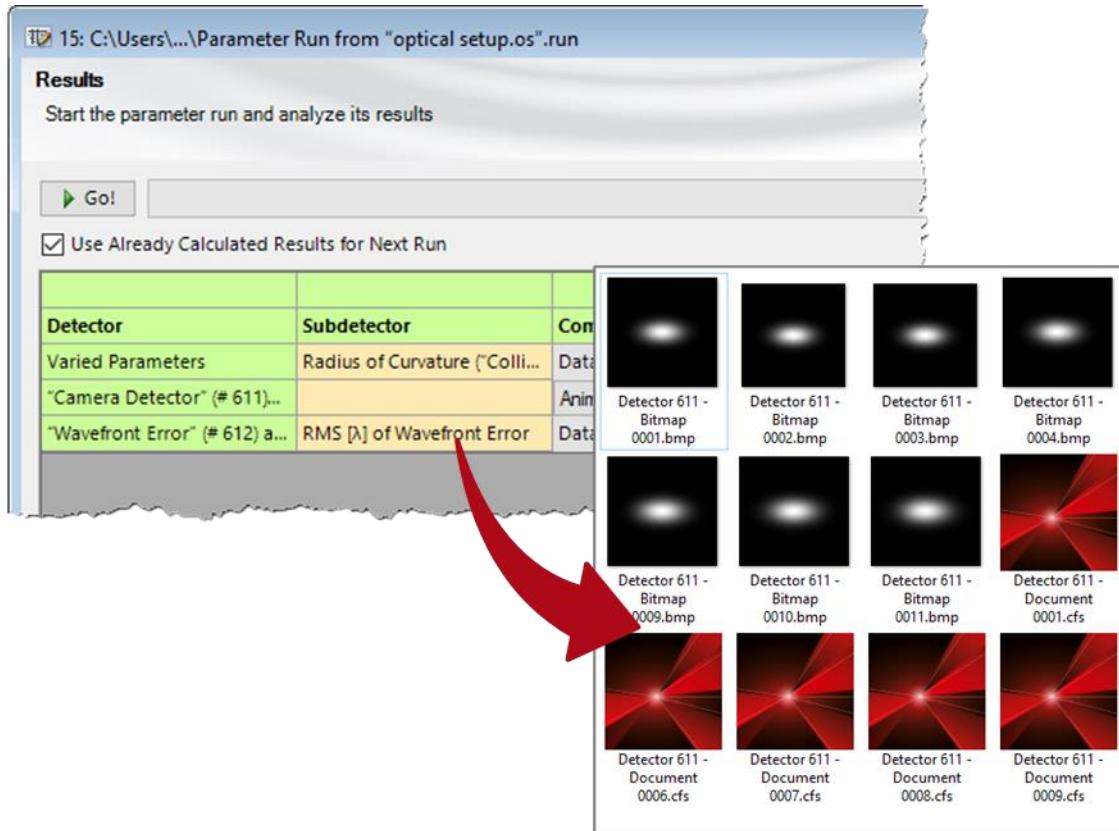 15: C:\Users\...\Parameter Run from "optical setup.os".run
Results
Start the parameter run and analyze its results
Go!
Use Already Calculated Results for Next Run
Detector Subdetector Com
Varied Parameters Radius of Curvature ("Colli... Data
"Camera Detector" (# 611)... Anim
"Wavefront Error" (# 612) a... RMS [λ] of Wavefront Error Data
Detector 611 - Detector 611 - Detector 611 - Detector 611 -
Bitmap Bitmap Bitmap Bitmap
0001.bmp 0002.bmp 0003.bmp 0004.bmp
Detector 611 - Detector 611 - Detector 611 - Detector 611 -
Bitmap Bitmap Bitmap Document
0009.bmp 0010.bmp 0011.bmp 0001.cfs
Detector 611 - Detector 611 - Detector 611 - Detector 611 -
Document Document Document Document
0006.cfs 0007.cfs 0008.cfs 0009.cfs